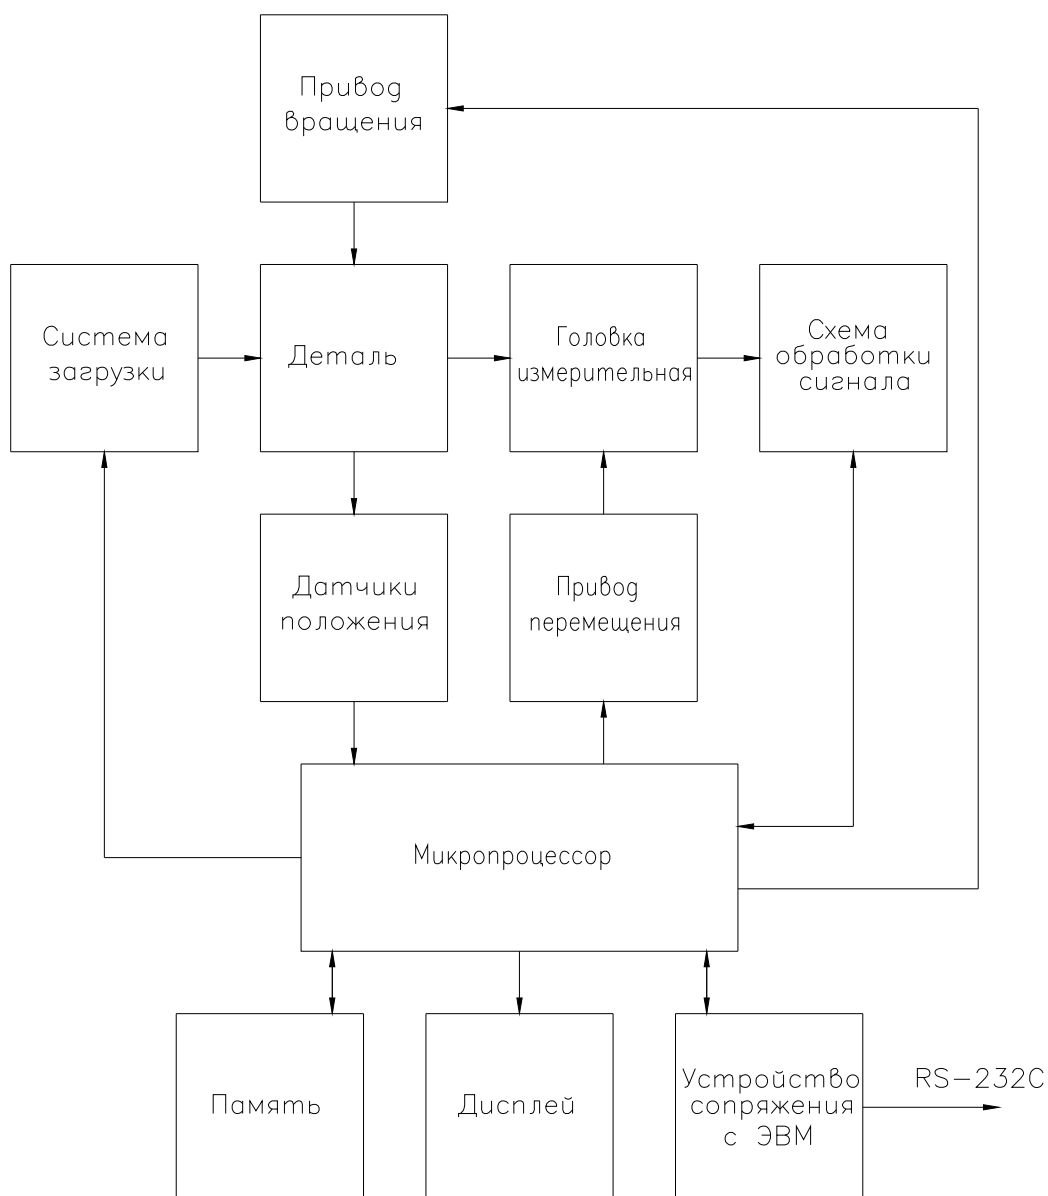 Привод
вращения
Система
загрузки
Деталь
Головка
измерительная
Схема
обработки
сигнала
Датчики
положения
Привод
перемещения
Микропроцессор
Память
Дисплей
Устройство
сопряжения
с ЭВМ
RS-232C